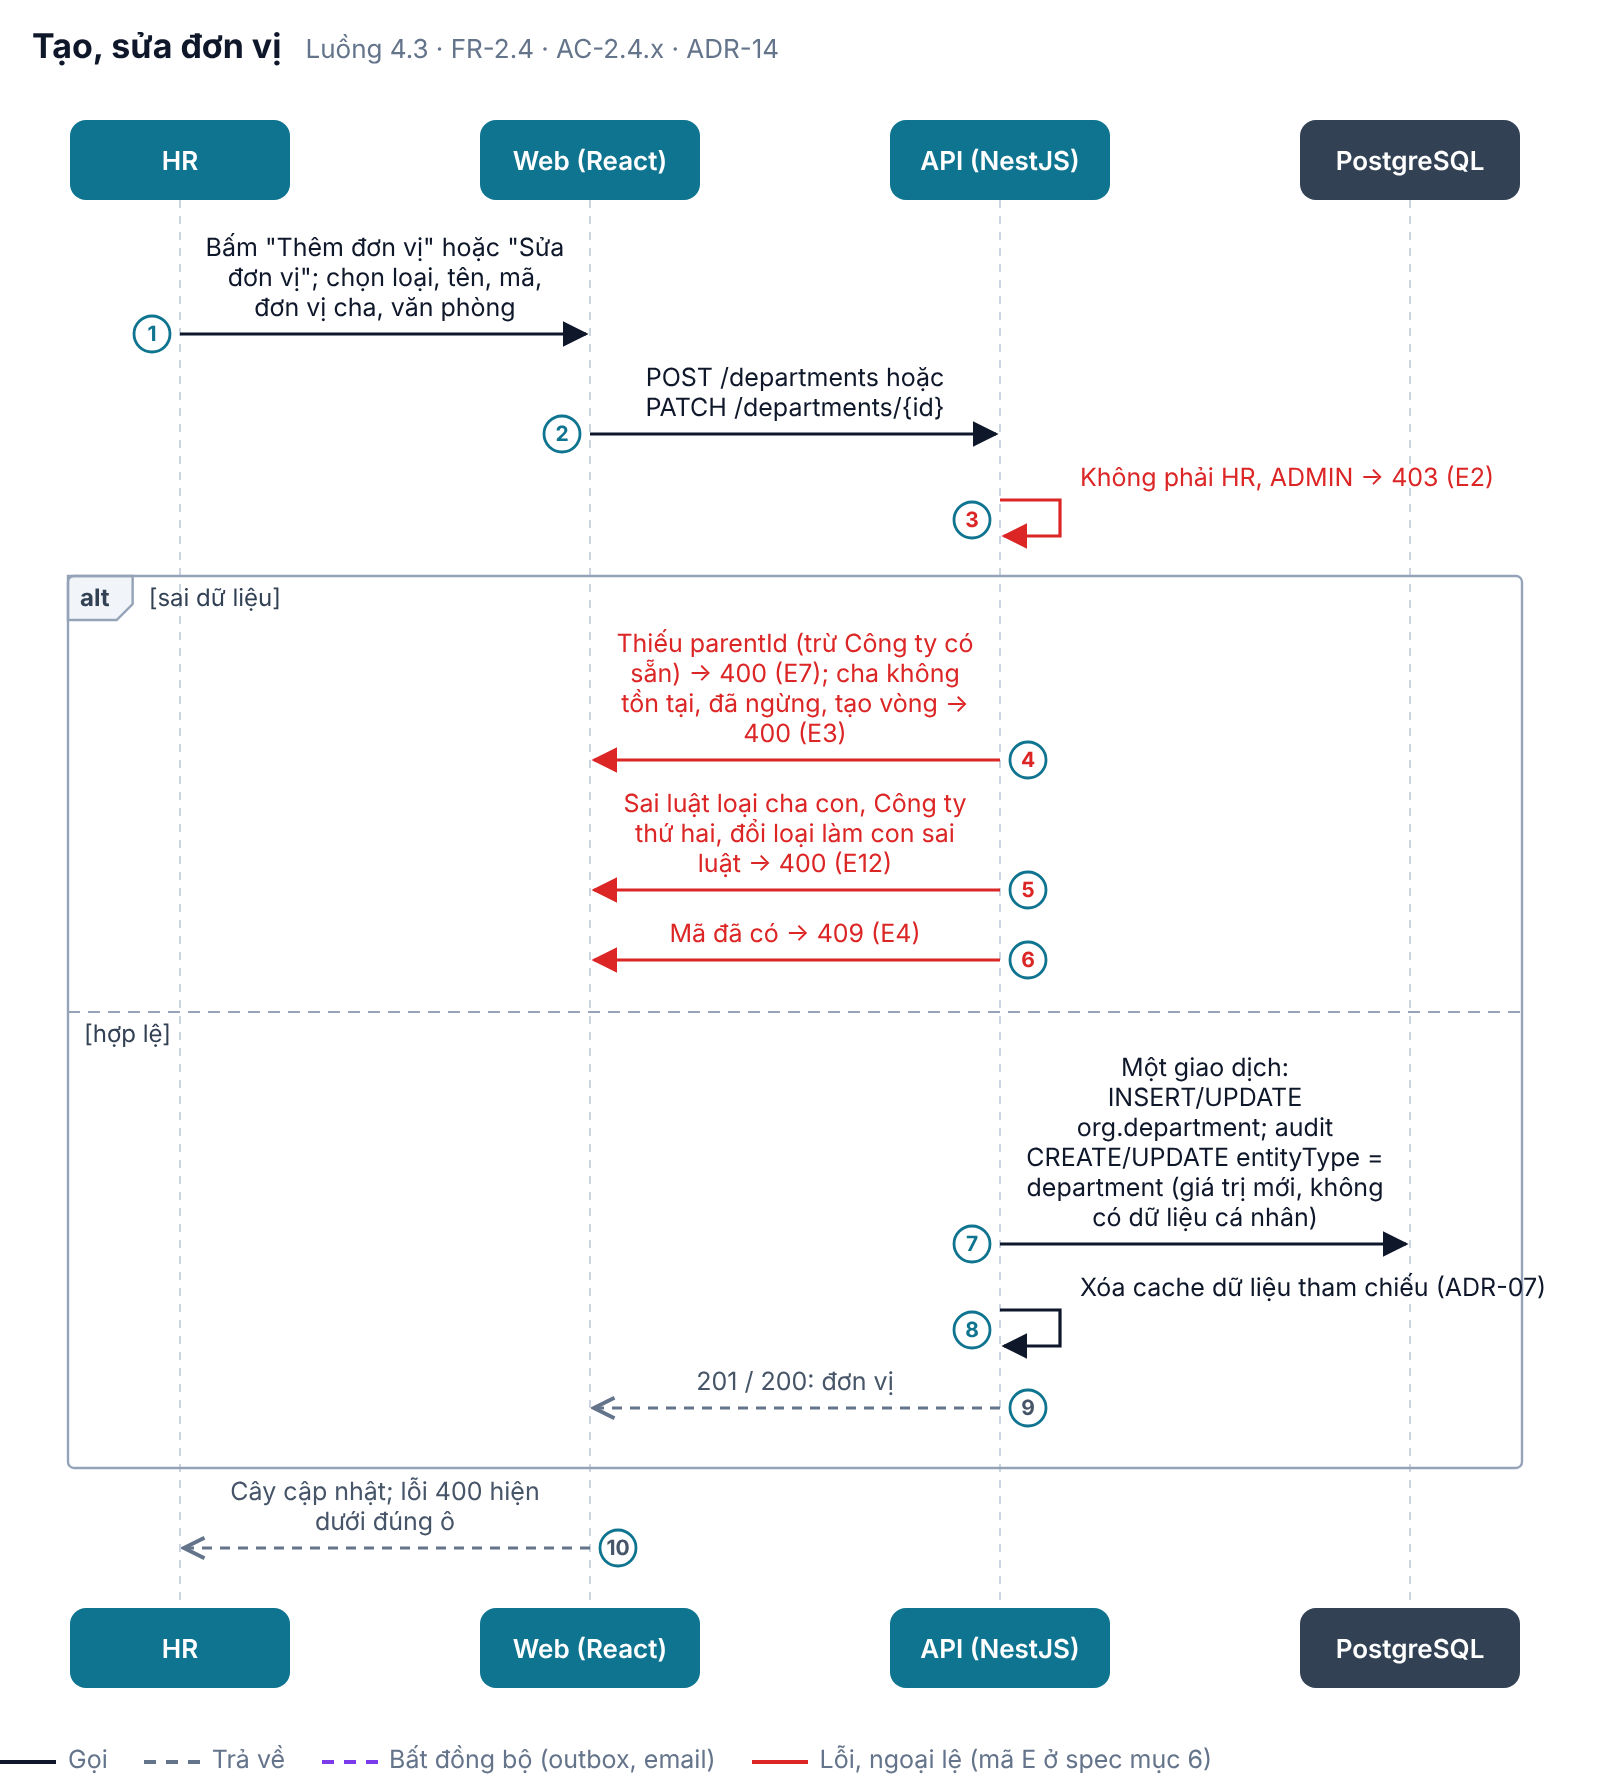 Tạo, sửa đơn vị Luồng 4.3 · FR-2.4 · AC-2.4.x · ADR-14
HR Web (React) API (NestJS) PostgreSQL
Bấm "Thêm đơn vị" hoặc "Sửa
đơn vị"; chọn loại, tên, mã,
đơn vị cha, văn phòng
1
POST /departments hoặc
PATCH /departments/{id}
2
Không phải HR, ADMIN → 403 (E2)
3
alt [sai dữ liệu]
Thiếu parentId (trừ Công ty có
sẵn) → 400 (E7); cha không
tồn tại, đã ngừng, tạo vòng →
400 (E3)
4
Sai luật loại cha con, Công ty
thứ hai, đổi loại làm con sai
luật → 400 (E12)
5
Mã đã có → 409 (E4)
6
[hợp lệ]
Một giao dịch:
INSERT/UPDATE
org.department; audit
CREATE/UPDATE entityType =
department (giá trị mới, không
có dữ liệu cá nhân)
7
Xóa cache dữ liệu tham chiếu (ADR-07)
8
201 / 200: đơn vị
9
Cây cập nhật; lỗi 400 hiện
dưới đúng ô
10
HR Web (React) API (NestJS) PostgreSQL
Gọi Trả về Bất đồng bộ (outbox, email) Lỗi, ngoại lệ (mã E ở spec mục 6)